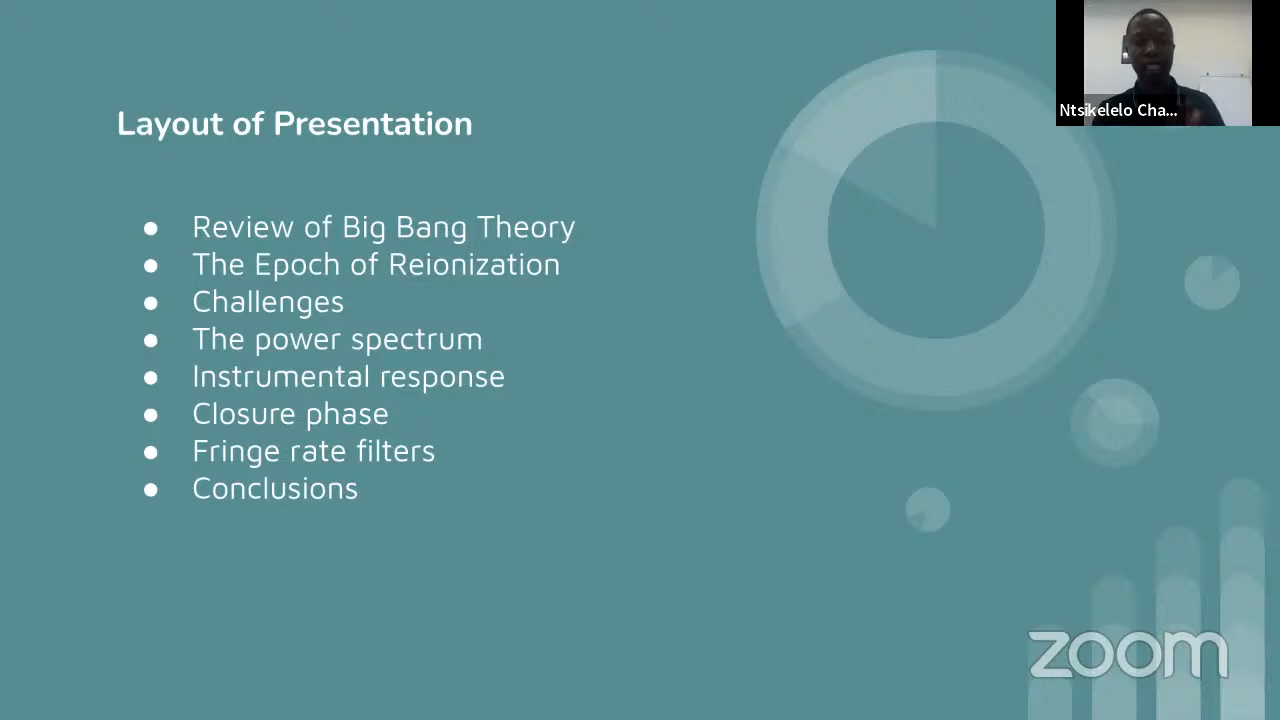 Ntsikelelo Cha...
Layout of Presentation
● Review of Big Bang Theory
● The Epoch of Reionization
● Challenges
● The power spectrum
● Instrumental response
● Closure phase
● Fringe rate filters
● Conclusions
zoom